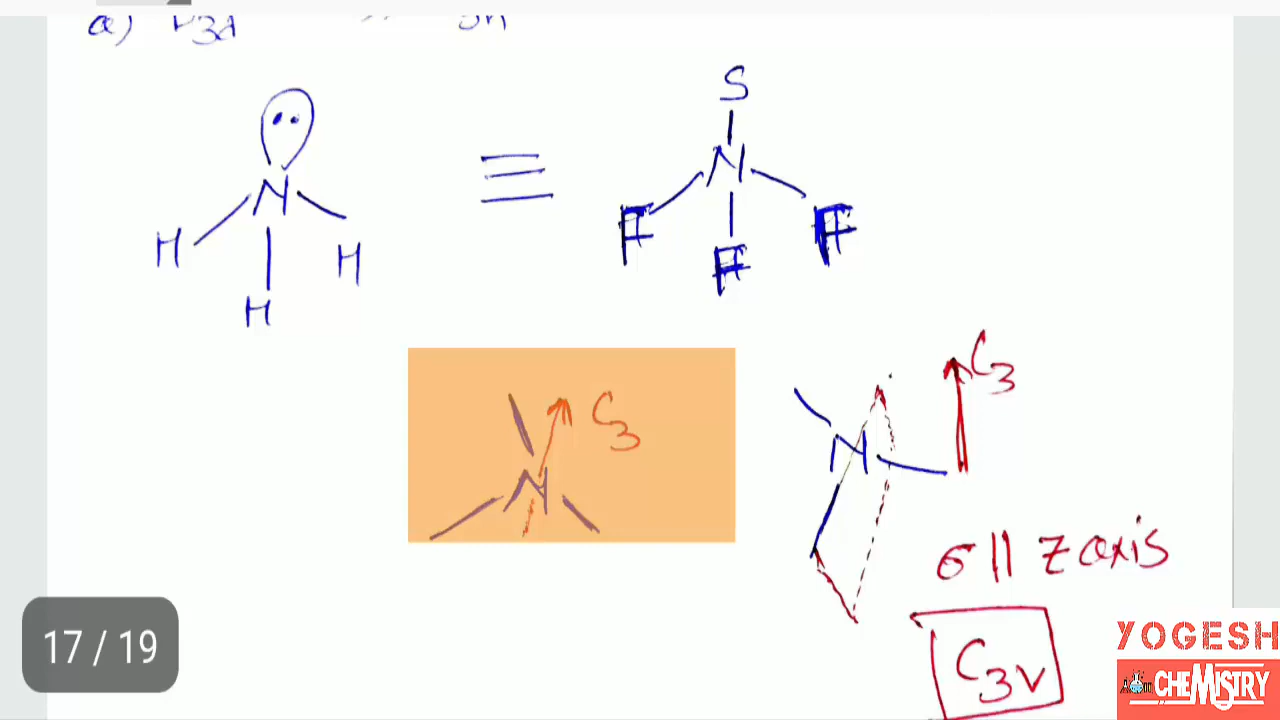 a)
S
N ≡ N
H H F F
H F
C3
N C3
N
σ || z axis
C3v
17 / 19
YOGESH
CHEMISTRY